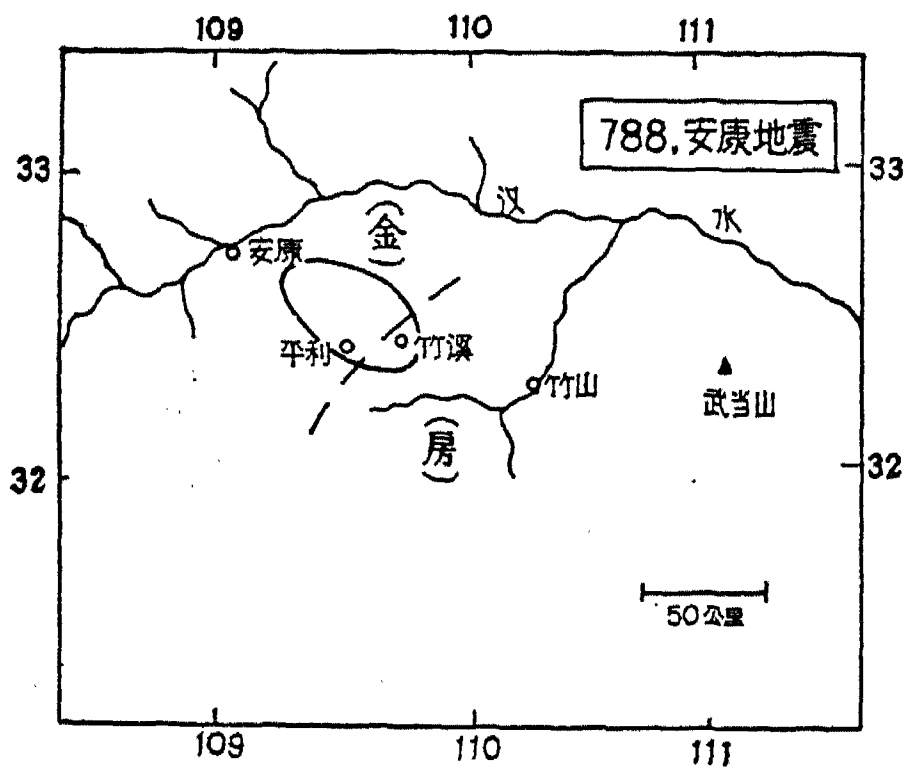 109 110 111
788.安康地震
33 33
汉 水
(金)
安康
平利 竹溪
竹山
武当山
(房)
32 32
50公里
109 110 111